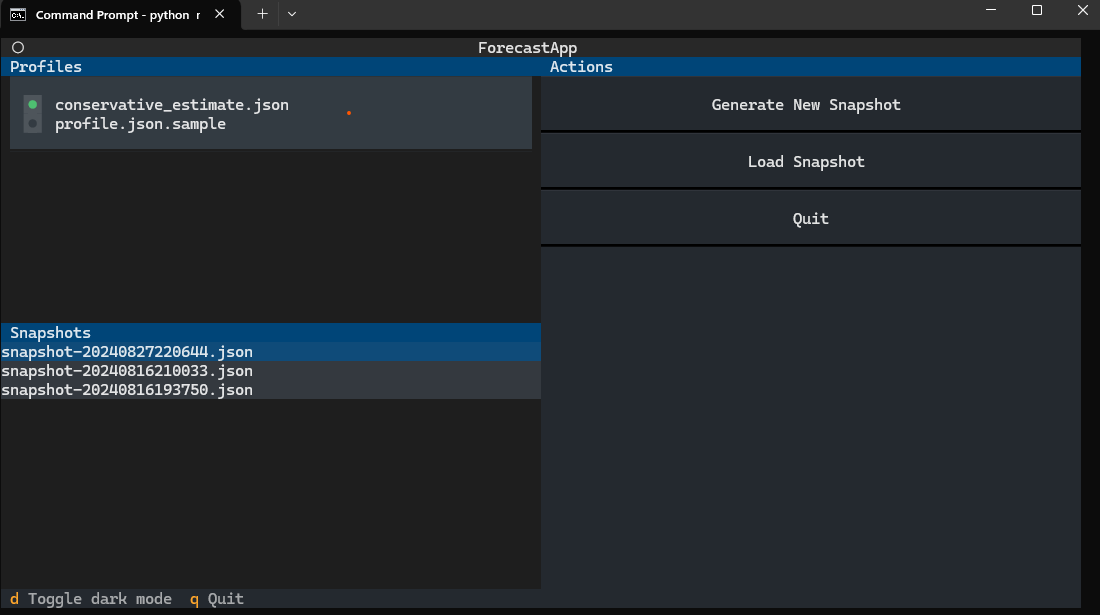 Command Prompt - python r
ForecastApp
Profiles
conservative_estimate.json
profile.json.sample
Actions
Generate New Snapshot
Load Snapshot
Quit
Snapshots
snapshot-20240827220644.json
snapshot-20240816210033.json
snapshot-20240816193750.json
d Toggle dark mode q Quit